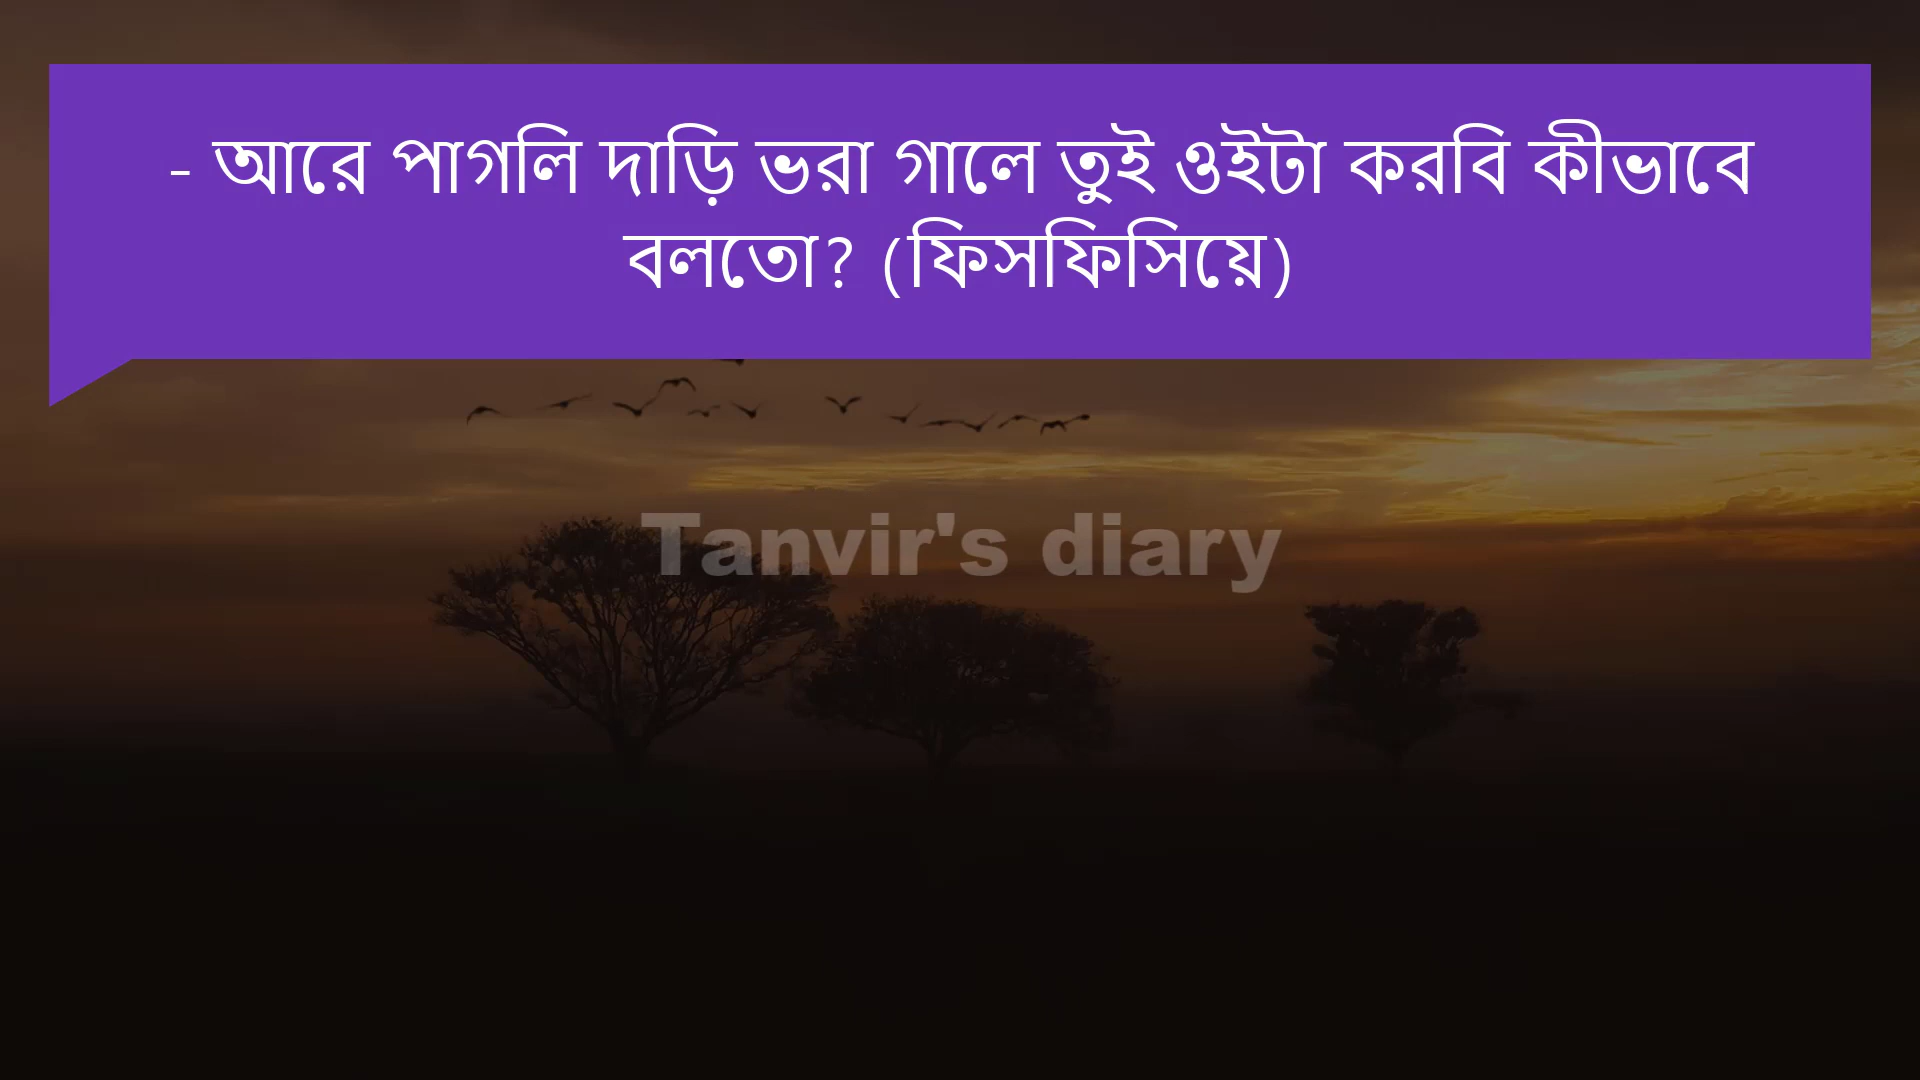 - আরে পাগলি দাড়ি ভরা গালে তুই ওইটা করবি কীভাবে
বলতো? (ফিসফিসিয়ে)
Tanvir's diary